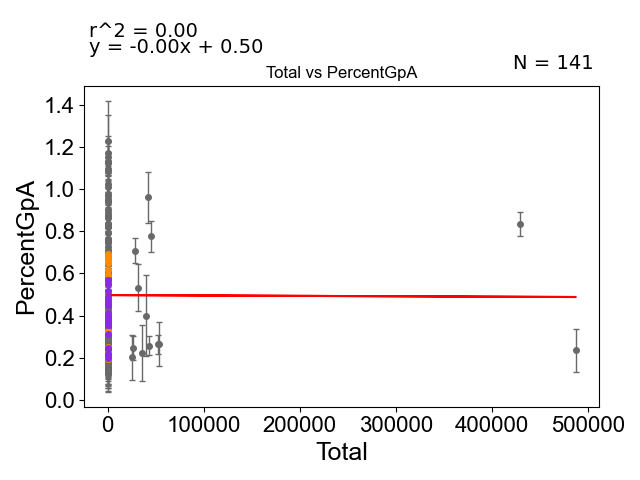 r^2 = 0.00
y = -0.00x + 0.50
N = 141
Total vs PercentGpA
PercentGpA
1.4
1.2
1.0
0.8
0.6
0.4
0.2
0.0
0
100000
200000
300000
400000
500000
Total